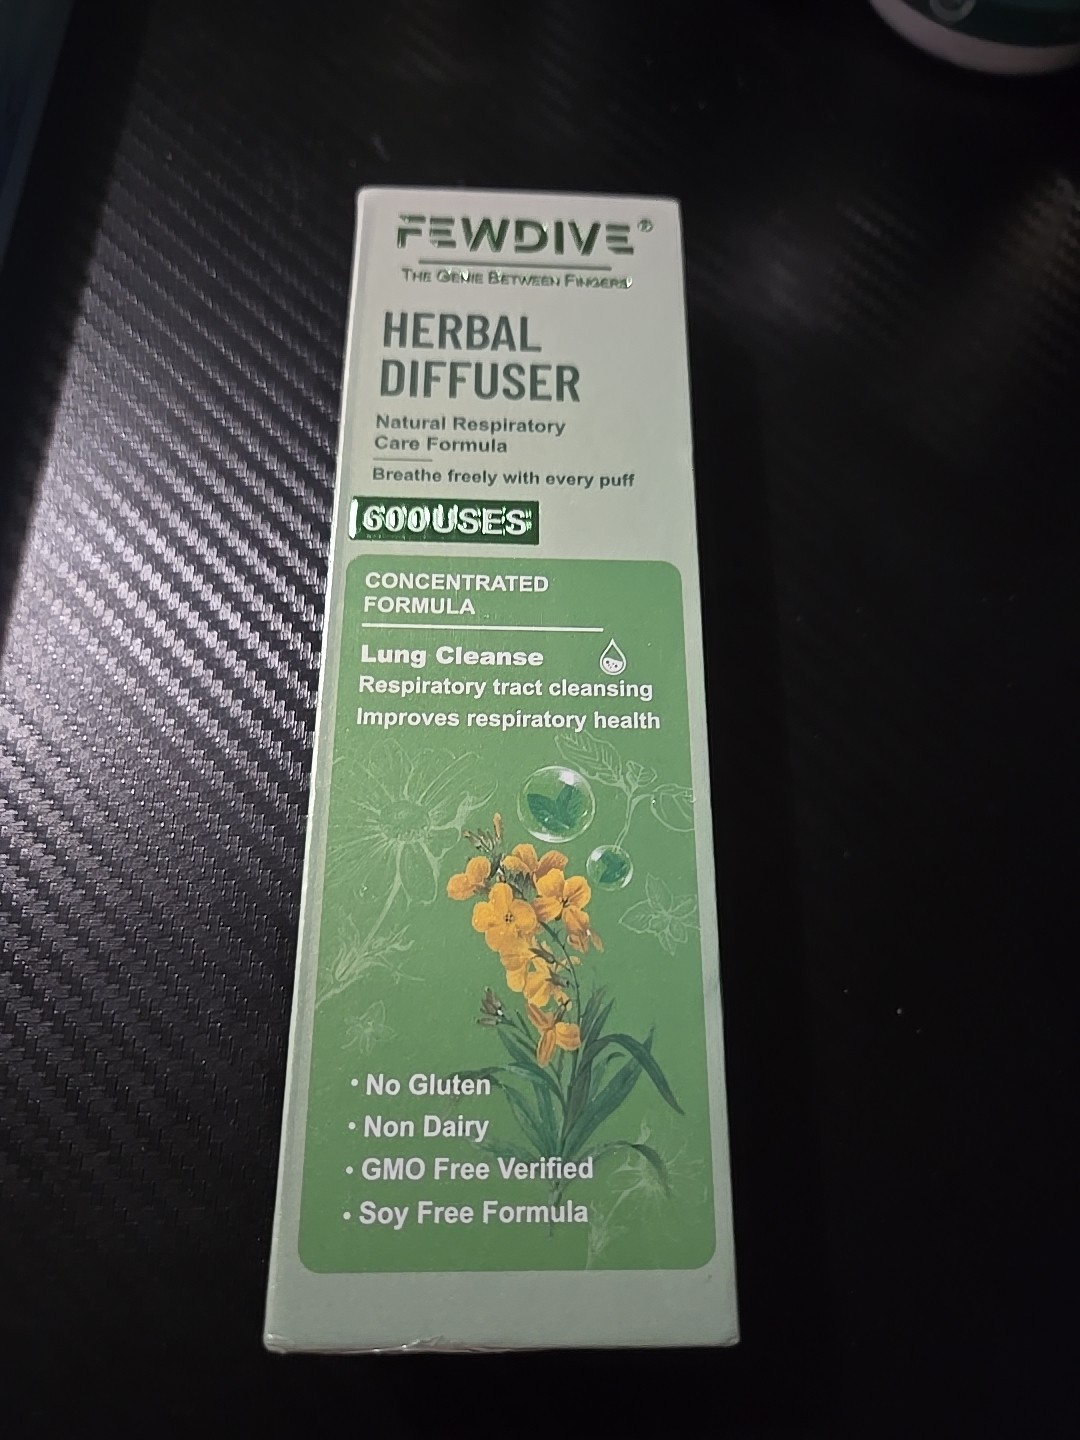 FEWDIVE®
THE GENIE BETWEEN FINGERS
HERBAL
DIFFUSER
Natural Respiratory
Care Formula
Breathe freely with every puff
600USES
CONCENTRATED
FORMULA
Lung Cleanse
Respiratory tract cleansing
Improves respiratory health
• No Gluten
• Non Dairy
• GMO Free Verified
• Soy Free Formula